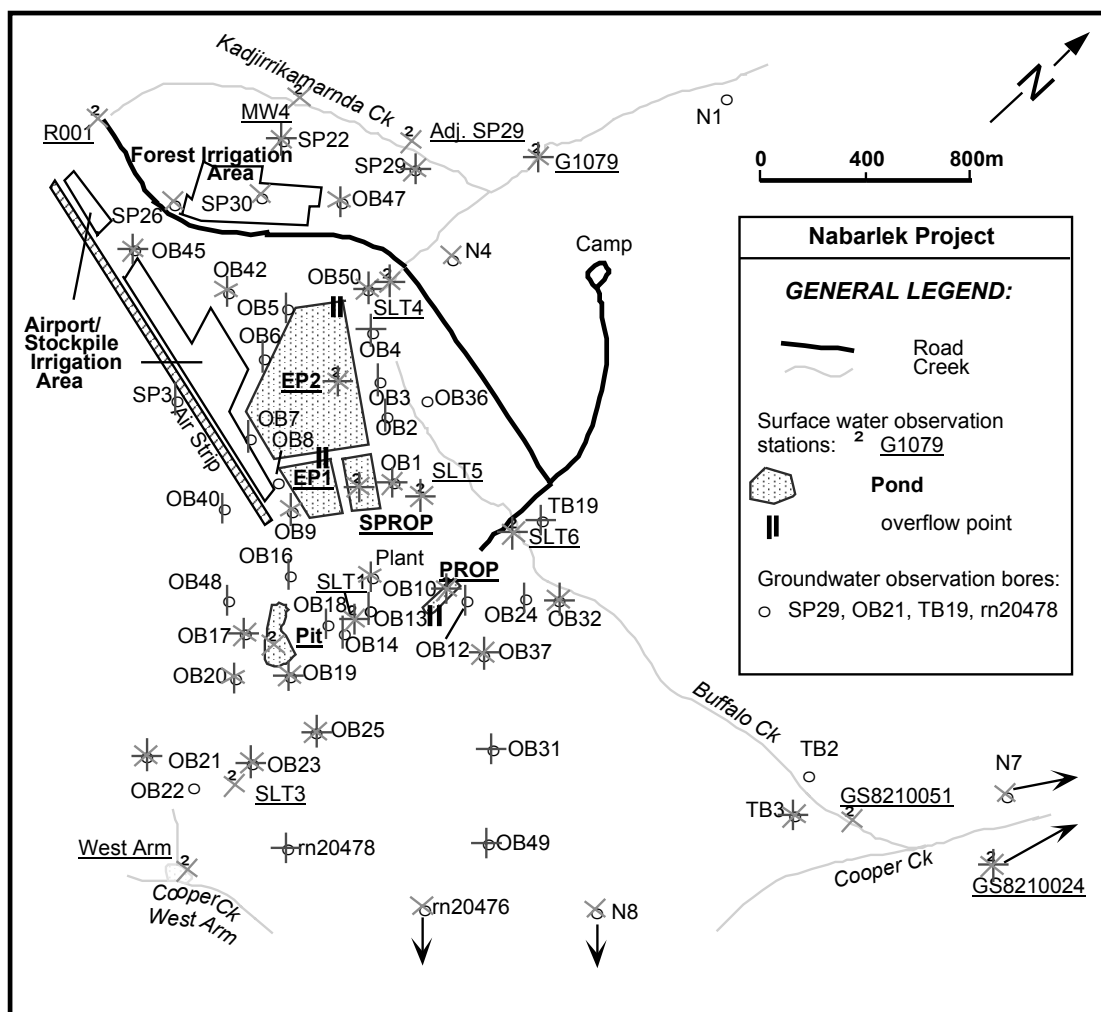 Kadjirrikamarnda Ck
N
N1
R001
MW4
SP22
Adj. SP29
G1079
Forest Irrigation
Area
SP29
0 800m
SP26
SP30
OB47
Nabarlek Project
GENERAL LEGEND:
Road
Creek
Surface water observation
stations: 2 G1079
Pond
overflow point
Groundwater observation bores:
SP29, OB21, TB19, rn20478
OB45
N4
Camp
OB42
OB50
OB5
SLT4
Airport/
Stockpile
Irrigation
Area
OB6
OB4
EP2
SP3
OB3
OB36
OB2
Air Strip
OB7
OB8
EP1
OB1
SLT5
OB40
OB9
SPROP
TB19
SLT6
OB16
Plant
PROP
OB48
SLT1
OB10
OB18
OB13
OB24
OB32
OB17
Pit
OB14
OB12
OB37
OB20
OB19
Buffalo Ck
OB25
OB31
TB2
N7
OB21
OB23
OB22
SLT3
TB3
GS8210051
West Arm
rn20478
OB49
Cooper Ck
GS8210024
Cooper Ck
West Arm
rn20476
N8